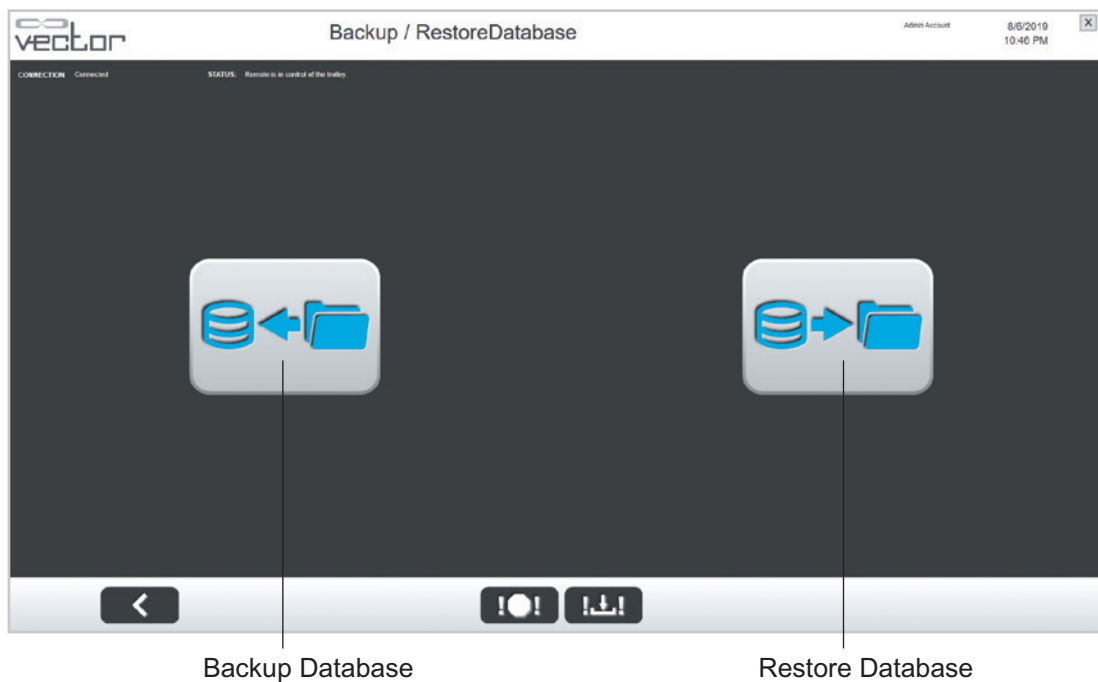 vector
Backup / RestoreDatabase
Admin Account
8/6/2019
10:46 PM
X
CONNECTION Connected
STATUS: Remote is in control of the trolley.
! !
! !
Backup Database
Restore Database